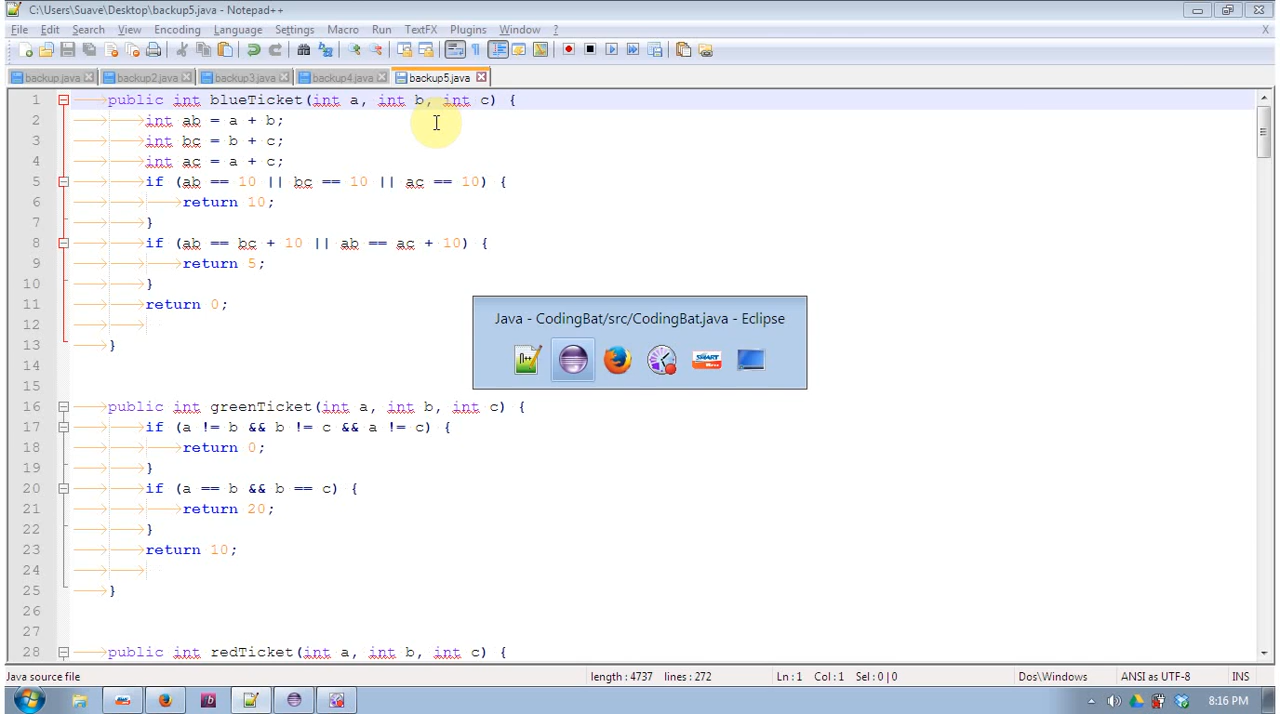 C:\Users\Suave\Desktop\backup5.java - Notepad++
File Edit Search View Encoding Language Settings Macro Run TextFX Plugins Window ? X
backup.java backup2.java backup3.java backup4.java backup5.java
1 public int blueTicket(int a, int b, int c) {
2 int ab = a + b;
3 int bc = b + c;
4 int ac = a + c;
5 if (ab == 10 || bc == 10 || ac == 10) {
6 return 10;
7 }
8 if (ab == bc + 10 || ab == ac + 10) {
9 return 5;
10 }
11 return 0;
12
13 }
14
15
16 public int greenTicket(int a, int b, int c) {
17 if (a != b && b != c && a != c) {
18 return 0;
19 }
20 if (a == b && b == c) {
21 return 20;
22 }
23 return 10;
24
25 }
26
27
28 public int redTicket(int a, int b, int c) {
Java - CodingBat/src/CodingBat.java - Eclipse
SMART
Java source file length : 4737 lines : 272 Ln : 1 Col : 1 Sel : 0 | 0 Dos\Windows ANSI as UTF-8 INS
8:16 PM